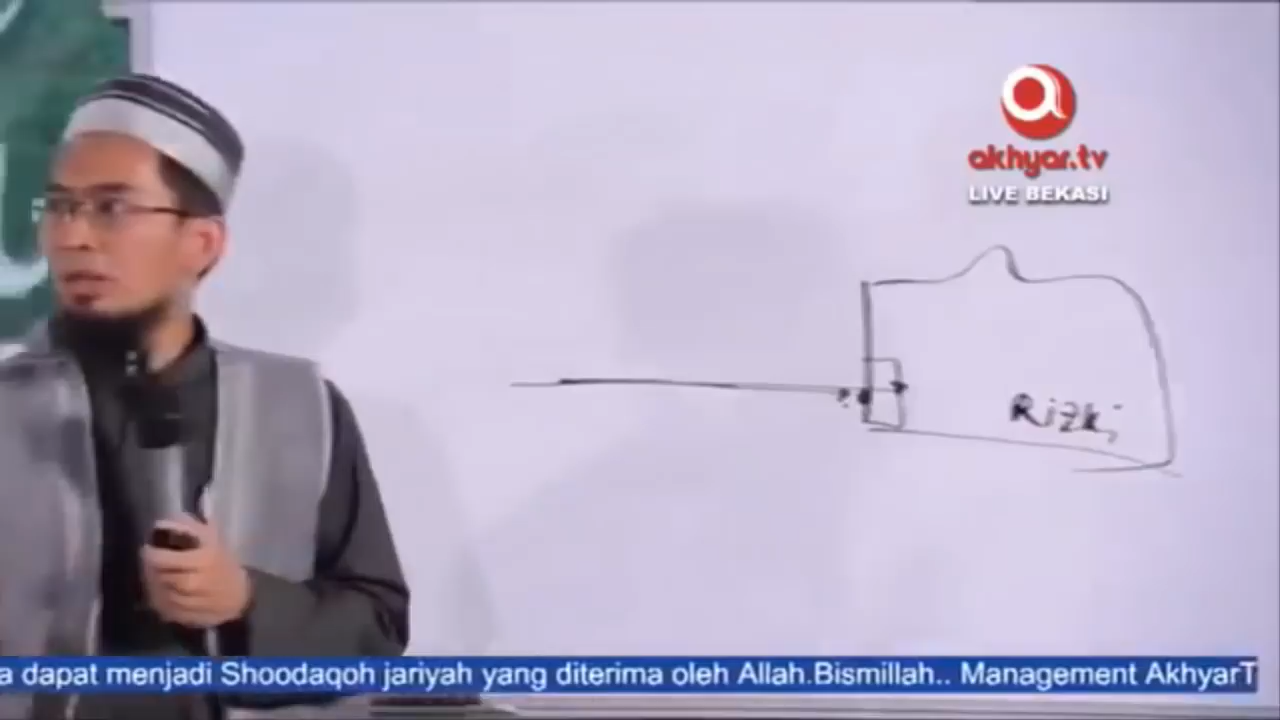 akhyar.tv
LIVE BEKASI
Rizki
a dapat menjadi Shoodaqoh jariyah yang diterima oleh Allah.Bismillah.. Management AkhyarT